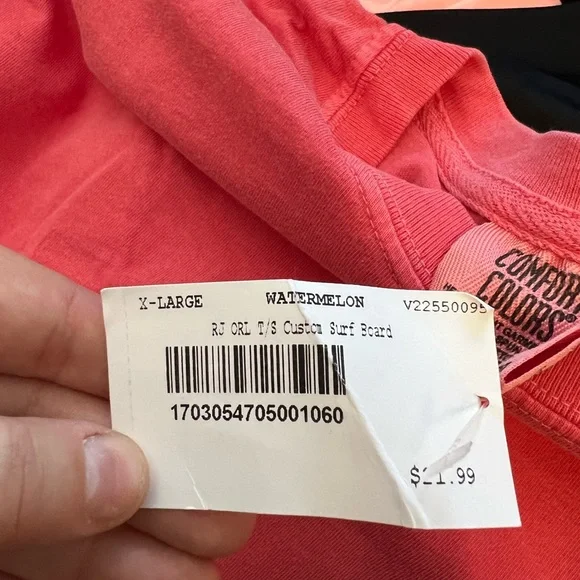 X-LARGE WATERMELON V22550095
RJ ORL T/S Custom Surf Board
1703054705001060
$21.99
COMFOR
COLORS®